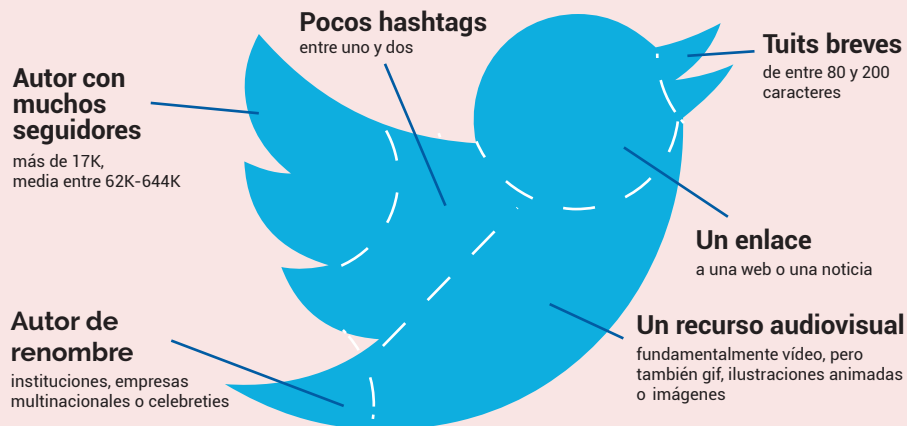 Pocos hashtags
entre uno y dos
Tuits breves
de entre 80 y 200
caracteres
Autor con
muchos
seguidores
más de 17K,
media entre 62K-644K
Un enlace
a una web o una noticia
Autor de
renombre
instituciones, empresas
multinacionales o celebreties
Un recurso audiovisual
fundamentalmente vídeo, pero
también gif, ilustraciones animadas
o imágenes